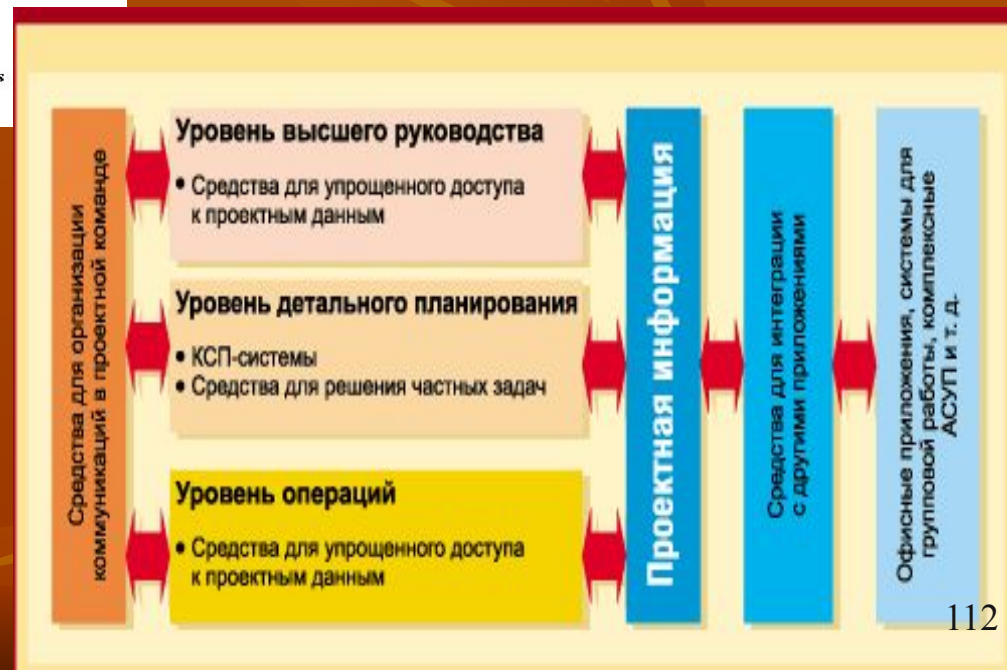 Средства для организации
коммуникаций в проектной команде
Уровень высшего руководства
• Средства для упрощенного доступа
к проектным данным
Уровень детального планирования
• КСП-системы
• Средства для решения частных задач
Уровень операций
• Средства для упрощенного доступа
к проектным данным
Проектная информация
Средства для интеграции
с другими приложениями
Офисные приложения, системы для
групповой работы, комплексные
АСУП и т. д.
112